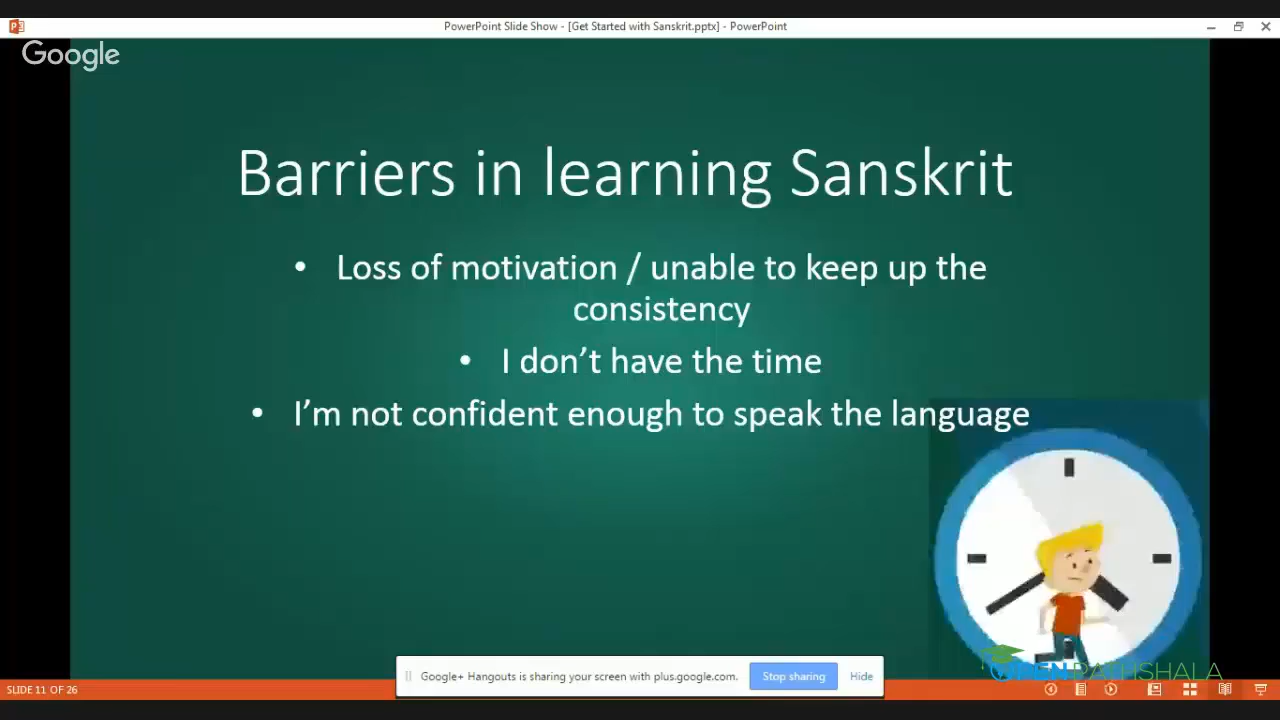 PowerPoint Slide Show - [Get Started with Sanskrit.pptx] - PowerPoint
Google
Barriers in learning Sanskrit
• Loss of motivation / unable to keep up the
consistency
• I don’t have the time
• I’m not confident enough to speak the language
Google+ Hangouts is sharing your screen with plus.google.com. Stop sharing Hide
OPEN PATHSHALA
SLIDE 11 OF 26